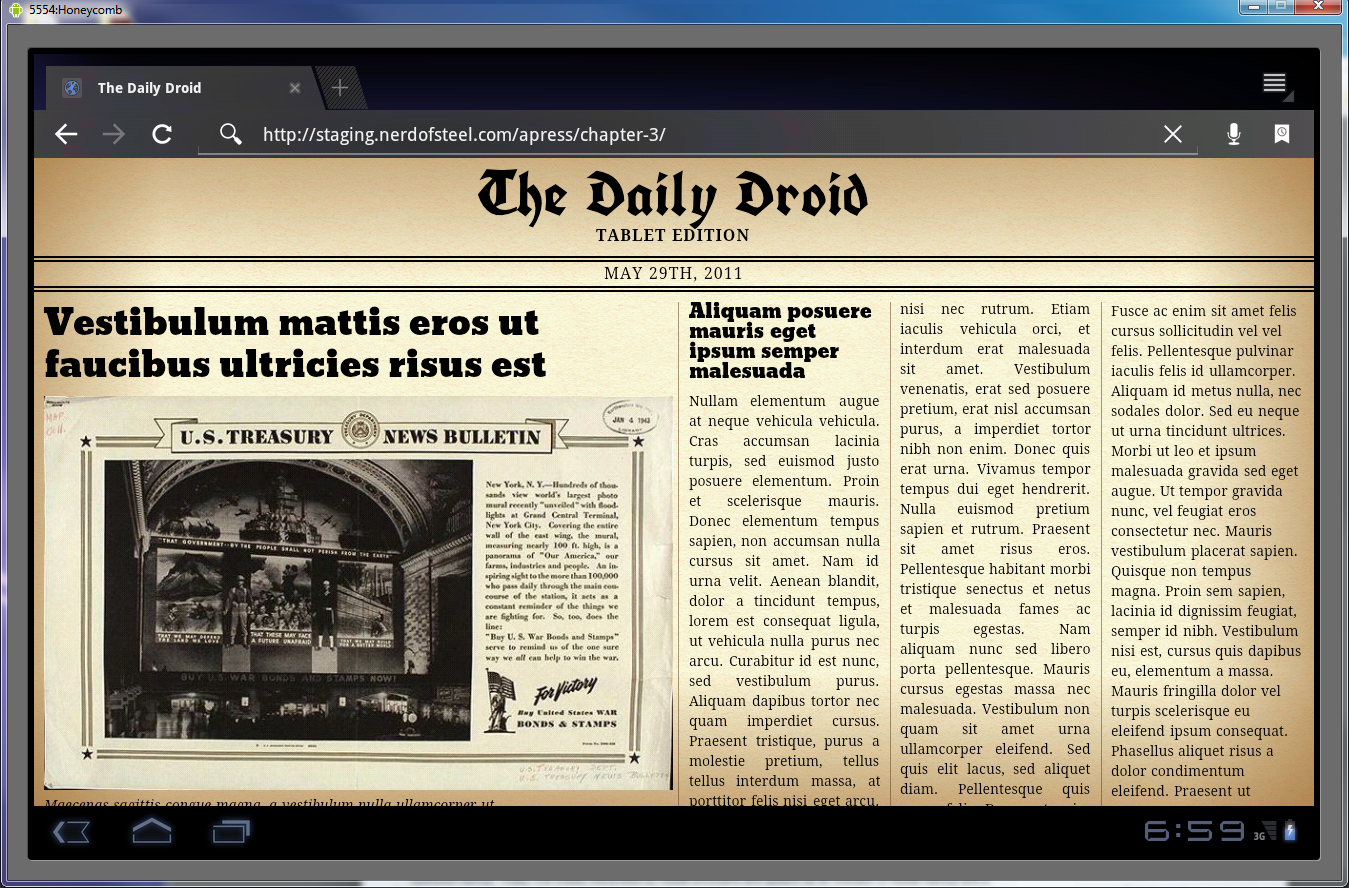 5554:Honeycomb
The Daily Droid
http://staging.nerdofsteel.com/apress/chapter-3/
The Daily Droid
TABLET EDITION
MAY 29TH, 2011
Vestibulum mattis eros ut
faucibus ultricies risus est
U.S. TREASURY NEWS BULLETIN
JAN 4 1943
"THAT GOVERNMENT--BY THE PEOPLE SHALL NOT PERISH FROM THE EARTH"
THAT WE MAY DEFEND
THE LAND WE LOVE
THAT THESE MAY FACE
A FUTURE UNAFRAID
BUY U.S. WAR BONDS AND STAMPS NOW!
New York, N. Y.—Hundreds of thou-
sands view world's largest photo
mural recently "unveiled" with flood-
lights at Grand Central Terminal,
New York City. Covering the entire
wall of the east wing, the mural,
measuring nearly 100 ft. high, is a
panorama of "Our America," our
farms, industries and people. An in-
spiring sight to the more than 100,000
who pass daily through the main con-
course of the station, it acts as a
constant reminder of the things we
are fighting for. So, too, does the
line:
"Buy U. S. War Bonds and Stamps"
serve to remind us of the one sure
way we all can help to win the war.
For Victory
Buy United States WAR
BONDS & STAMPS
U.S. TREASURY DEPT.
U.S. TREASURY NEWS BULLETIN
Maecenas sagittis congue magna, a vestibulum nulla ullamcorper ut
Aliquam posuere
mauris eget
ipsum semper
malesuada
Nullam elementum augue
at neque vehicula vehicula.
Cras accumsan lacinia
turpis, sed euismod justo
posuere elementum. Proin
et scelerisque mauris.
Donec elementum tempus
sapien, non accumsan nulla
cursus sit amet. Nam id
urna velit. Aenean blandit,
dolor a tincidunt tempus,
lorem est consequat ligula,
ut vehicula nulla purus nec
arcu. Curabitur id est nunc,
sed vestibulum purus.
Aliquam dapibus tortor nec
quam imperdiet cursus.
Praesent tristique, purus a
molestie pretium, tellus
tellus interdum massa, at
porttitor felis nisi eget arcu.
nisi nec rutrum. Etiam
iaculis vehicula orci, et
interdum erat malesuada
sit amet. Vestibulum
venenatis, erat sed posuere
pretium, erat nisl accumsan
purus, a imperdiet tortor
nibh non enim. Donec quis
erat urna. Vivamus tempor
tempus dui eget hendrerit.
Nulla euismod pretium
sapien et rutrum. Praesent
sit amet risus eros.
Pellentesque habitant morbi
tristique senectus et netus
et malesuada fames ac
turpis egestas. Nam
aliquam nunc sed libero
porta pellentesque. Mauris
cursus egestas massa nec
malesuada. Vestibulum non
quam sit amet urna
ullamcorper eleifend. Sed
quis elit lacus, sed aliquet
diam. Pellentesque quis
Fusce ac enim sit amet felis
cursus sollicitudin vel vel
felis. Pellentesque pulvinar
iaculis felis id ullamcorper.
Aliquam id metus nulla, nec
sodales dolor. Sed eu neque
ut urna tincidunt ultrices.
Morbi ut leo et ipsum
malesuada gravida sed eget
augue. Ut tempor gravida
nunc, vel feugiat eros
consectetur nec. Mauris
vestibulum placerat sapien.
Quisque non tempus
magna. Proin sem sapien,
lacinia id dignissim feugiat,
semper id nibh. Vestibulum
nisi est, cursus quis dapibus
eu, elementum a massa.
Mauris fringilla dolor vel
turpis scelerisque eu
eleifend ipsum consequat.
Phasellus aliquet risus a
dolor condimentum
eleifend. Praesent ut
6:59
3G